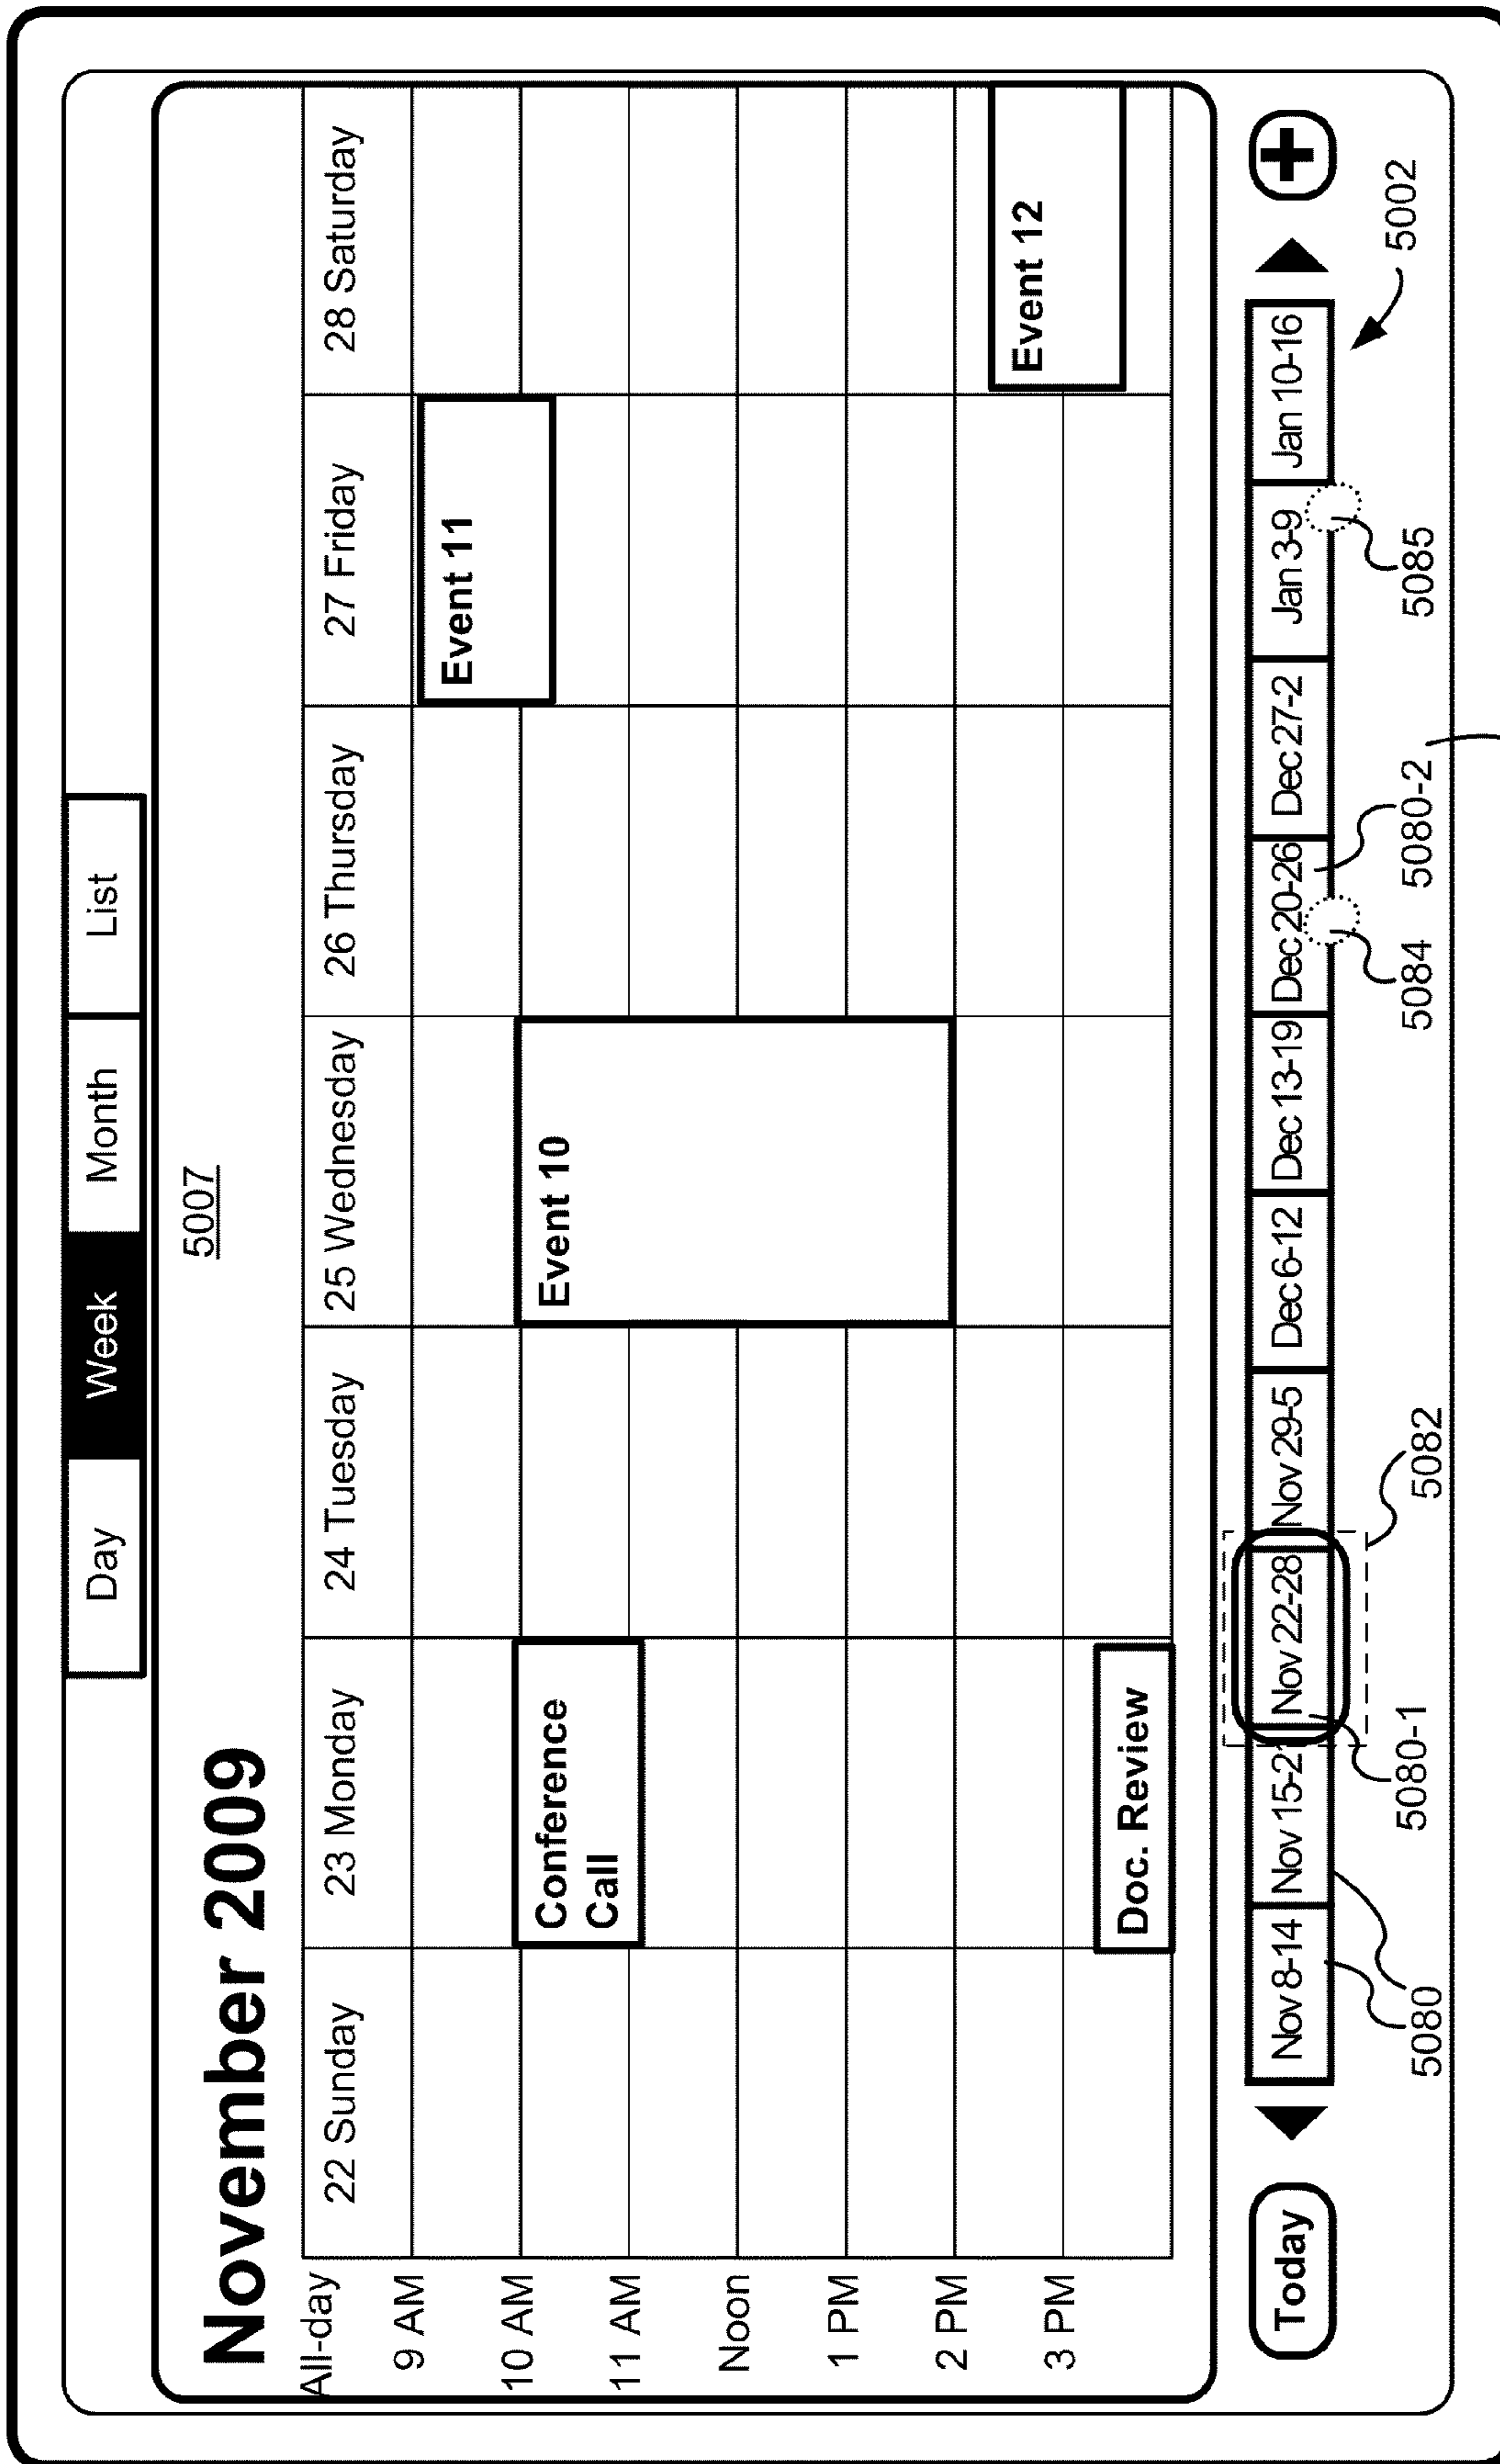 Day Week Month List
5007
November 2009
22 Sunday 23 Monday 24 Tuesday 25 Wednesday 26 Thursday 27 Friday 28 Saturday
All-day
9 AM
10 AM
11 AM
Noon
1 PM
2 PM
3 PM
Conference
Call
Doc. Review
Event 10
Event 11
Event 12
Today Nov 8-14 Nov 15-21 Nov 22-28 Nov 29-5 Dec 6-12 Dec 13-19 Dec 20-26 Dec 27-2 Jan 3-9 Jan 10-16
5080 5080-1 5082 5084 5080-2 5085 5002